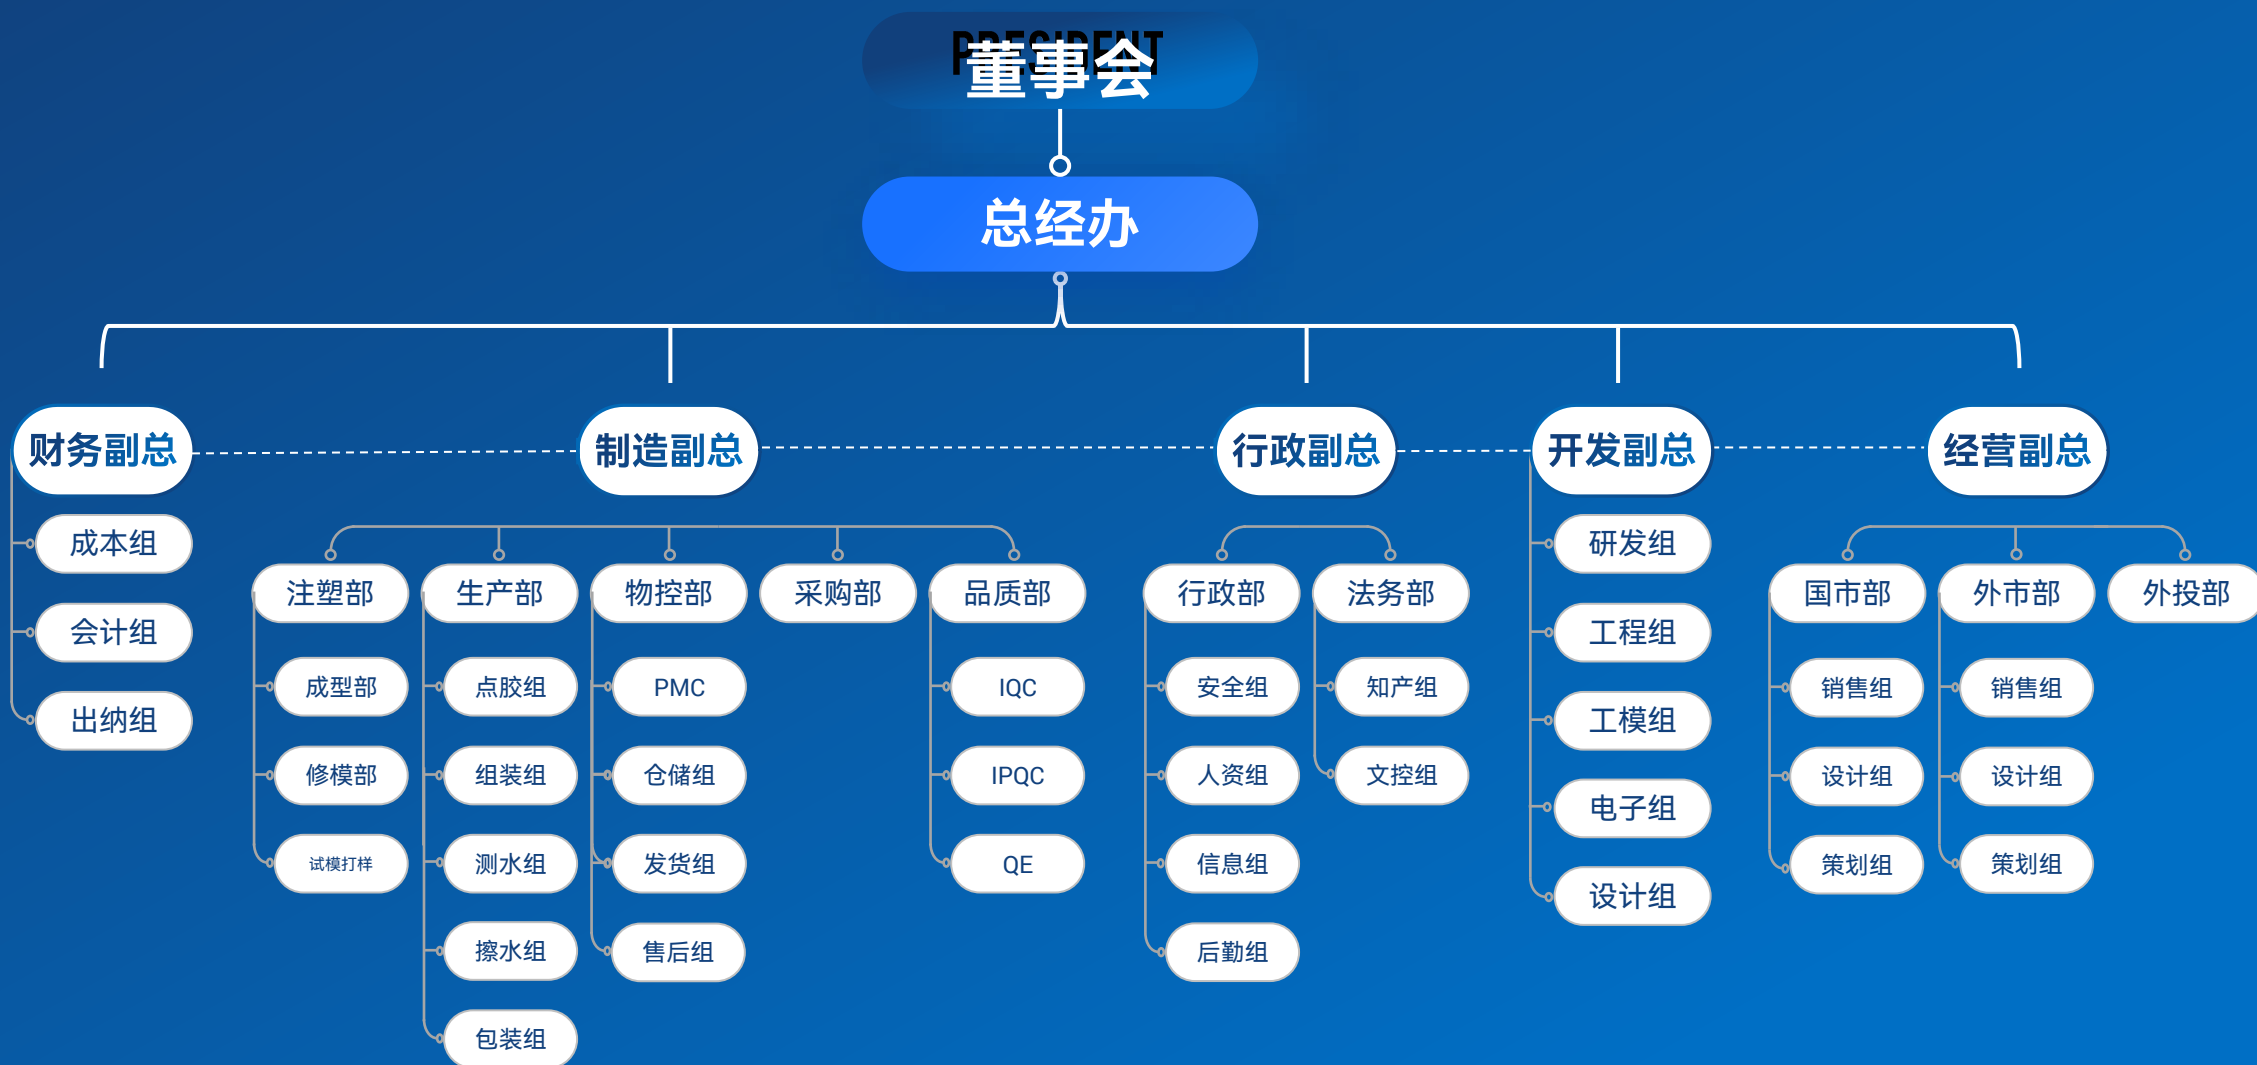 PRESIDENT
董事会
总经办
财务副总
制造副总
行政副总
开发副总
经营副总
成本组
会计组
出纳组
注塑部
生产部
物控部
采购部
品质部
成型部
修模部
试模打样
点胶组
组装组
测水组
擦水组
包装组
PMC
仓储组
发货组
售后组
IQC
IPQC
QE
行政部
法务部
安全组
人资组
信息组
后勤组
知产组
文控组
研发组
工程组
工模组
电子组
设计组
国市部
外市部
外投部
销售组
设计组
策划组
销售组
设计组
策划组